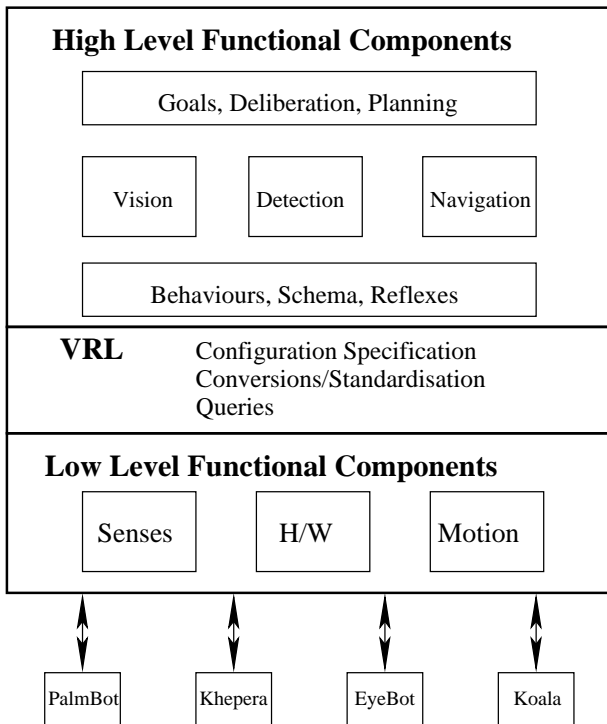 High Level Functional Components
Goals, Deliberation, Planning
Vision
Detection
Navigation
Behaviours, Schema, Reflexes
VRL
Configuration Specification
Conversions/Standardisation
Queries
Low Level Functional Components
Senses
H/W
Motion
PalmBot
Khepera
EyeBot
Koala